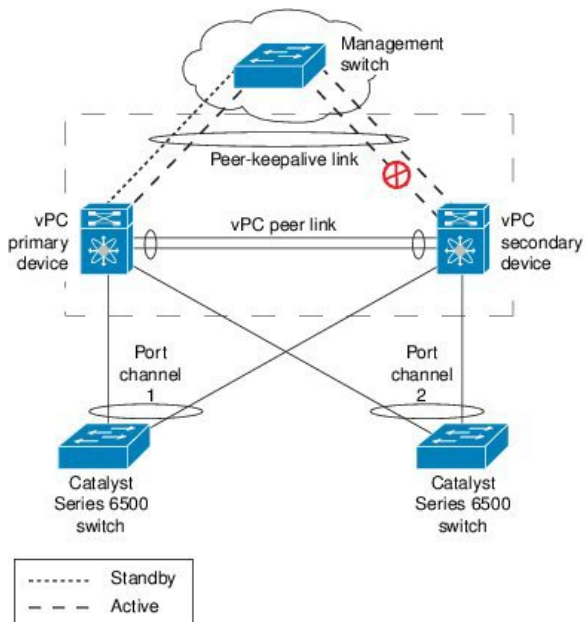 Management
switch
Peer-keepalive link
vPC
primary
device
vPC peer link
vPC
secondary
device
Port
channel
1
Port
channel
2
Catalyst
Series 6500
switch
Catalyst
Series 6500
switch
Standby
Active